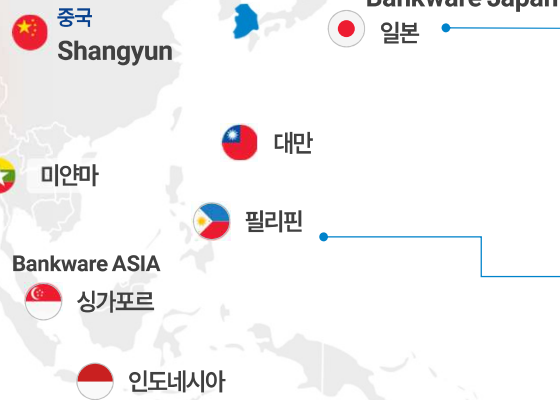 Bankware Japan
중국
일본
Shangyun
대만
미얀마
필리핀
Bankware ASIA
싱가포르
인도네시아